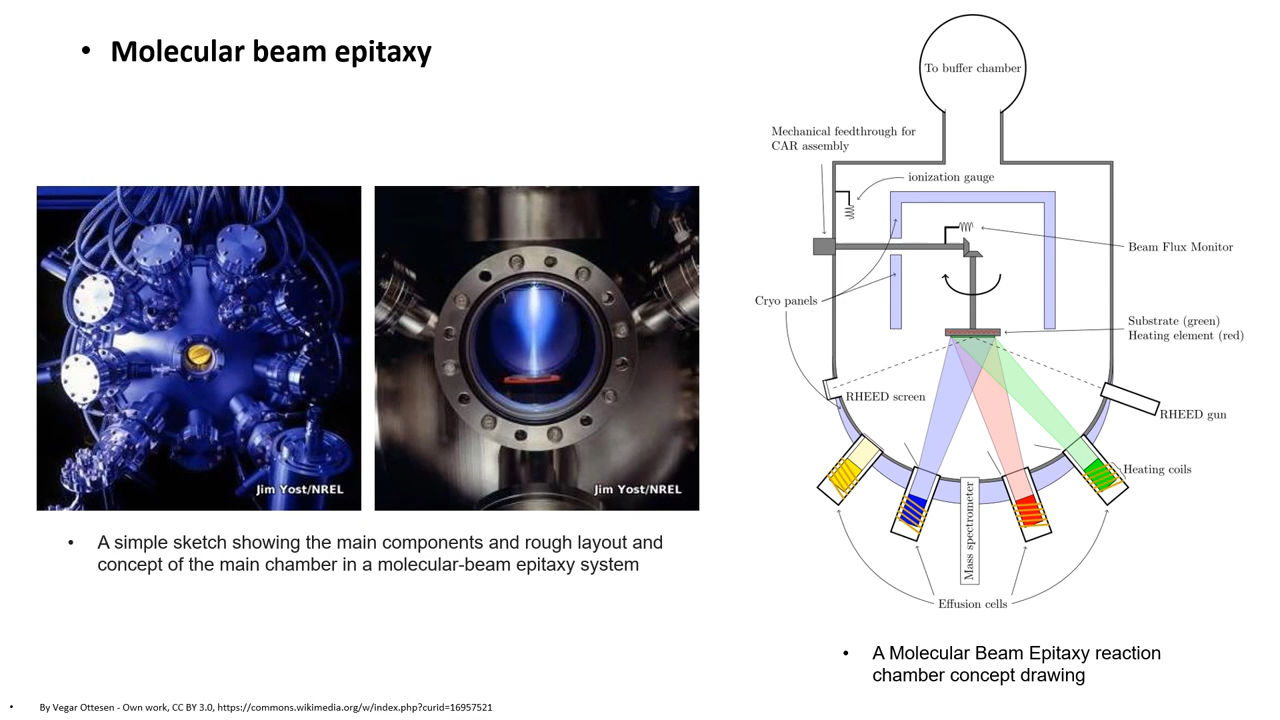 • Molecular beam epitaxy
To buffer chamber
Mechanical feedthrough for
CAR assembly
ionization gauge
Beam Flux Monitor
Cryo panels
Substrate (green)
Heating element (red)
RHEED screen
RHEED gun
Heating coils
Mass spectrometer
Effusion cells
Jim Yost/NREL
Jim Yost/NREL
• A simple sketch showing the main components and rough layout and
concept of the main chamber in a molecular-beam epitaxy system
• A Molecular Beam Epitaxy reaction
chamber concept drawing
• By Vegar Ottesen - Own work, CC BY 3.0, https://commons.wikimedia.org/w/index.php?curid=16957521